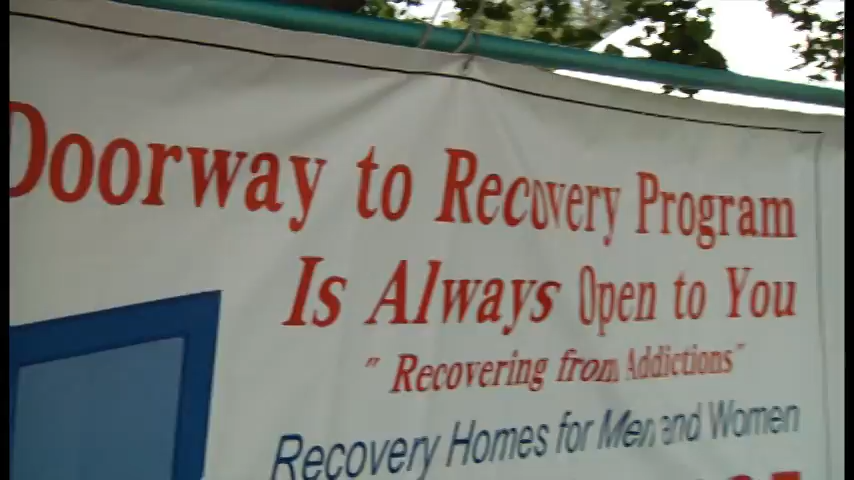 Doorway to Recovery Program
Is Always Open to You
" Recovering from Addictions"
Recovery Homes for Men and Women